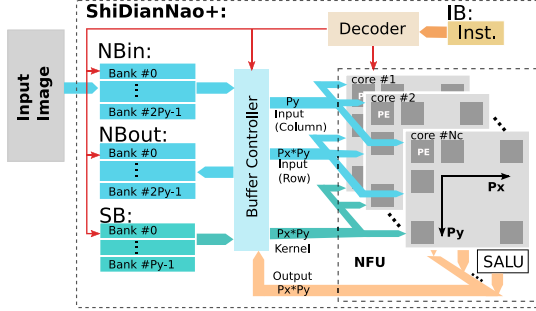 ShiDianNao+:
IB:
Decoder
Inst.
Input
Image
NBin:
Bank #0
Bank #2Py-1
NBout:
Bank #0
Bank #2Py-1
SB:
Bank #0
Bank #Py-1
Buffer Controller
Py
Input
(Column)
Px*Py
Input
(Row)
Px*Py
Kernel
Output
Px*Py
core #1
PE
core #2
PE
core #Nc
PE
Px
Py
NFU
SALU